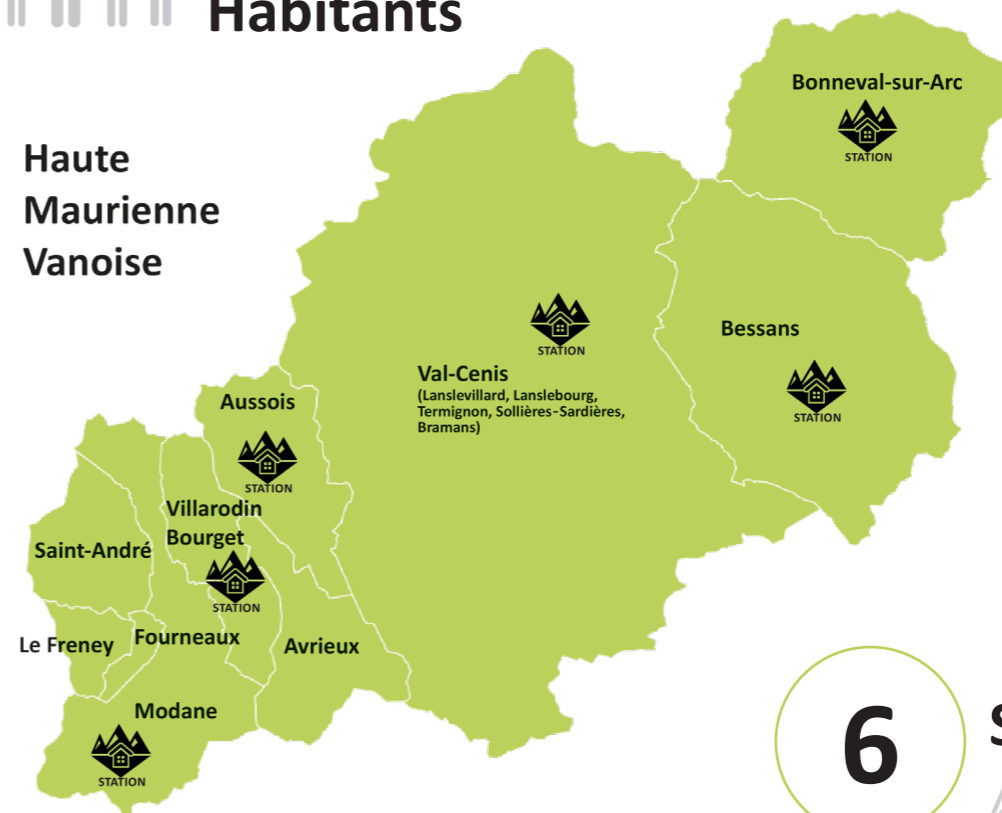 Habitants
Haute
Maurienne
Vanoise
Bonneval-sur-Arc
STATION
Bessans
STATION
STATION
Val-Cenis
(Lanslevillard, Lanslebourg,
Termignon, Sollières-Sardières,
Bramans)
Aussois
STATION
Villarodin
Bourget
STATION
Saint-André
Le Freney
Fourneaux
Avrieux
Modane
STATION
6